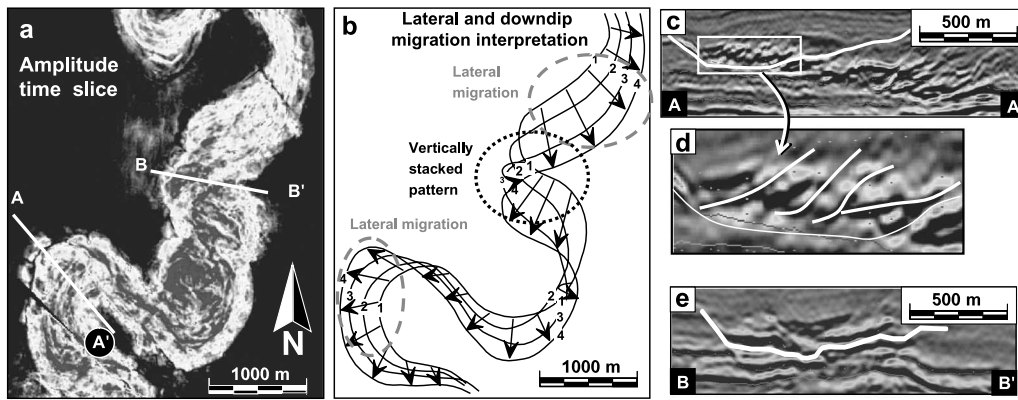 a
Amplitude
time slice
B
B'
A
A'
N
1000 m
b
Lateral and downdip
migration interpretation
1
2
3
4
Lateral
migration
Vertically
stacked
pattern
1
2
3
4
Lateral migration
4
3
2
1
2
1
3
4
1000 m
c
500 m
A
A'
d
e
500 m
B
B'